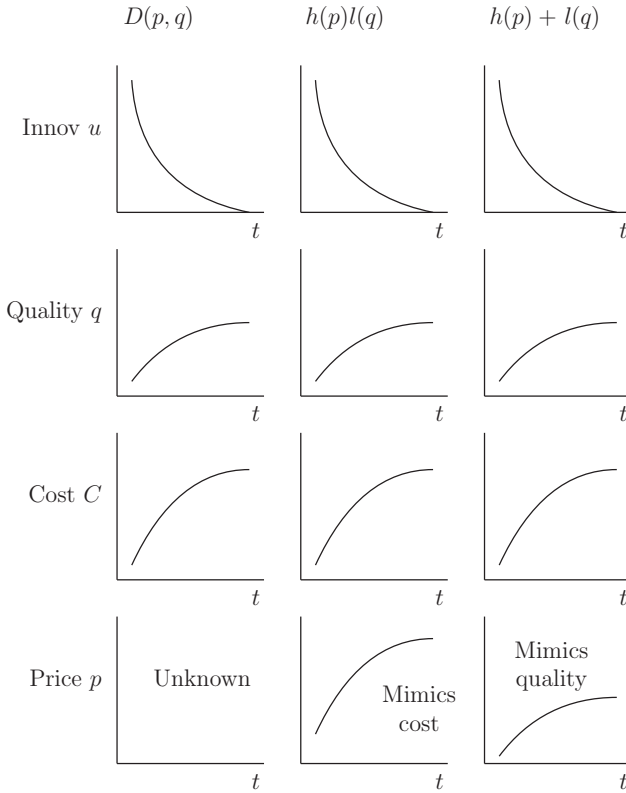 D(p, q) h(p)l(q) h(p) + l(q)
Innov u
t t t
Quality q
t t t
Cost C
t t t
Price p
Unknown
Mimics
cost
Mimics
quality
t t t